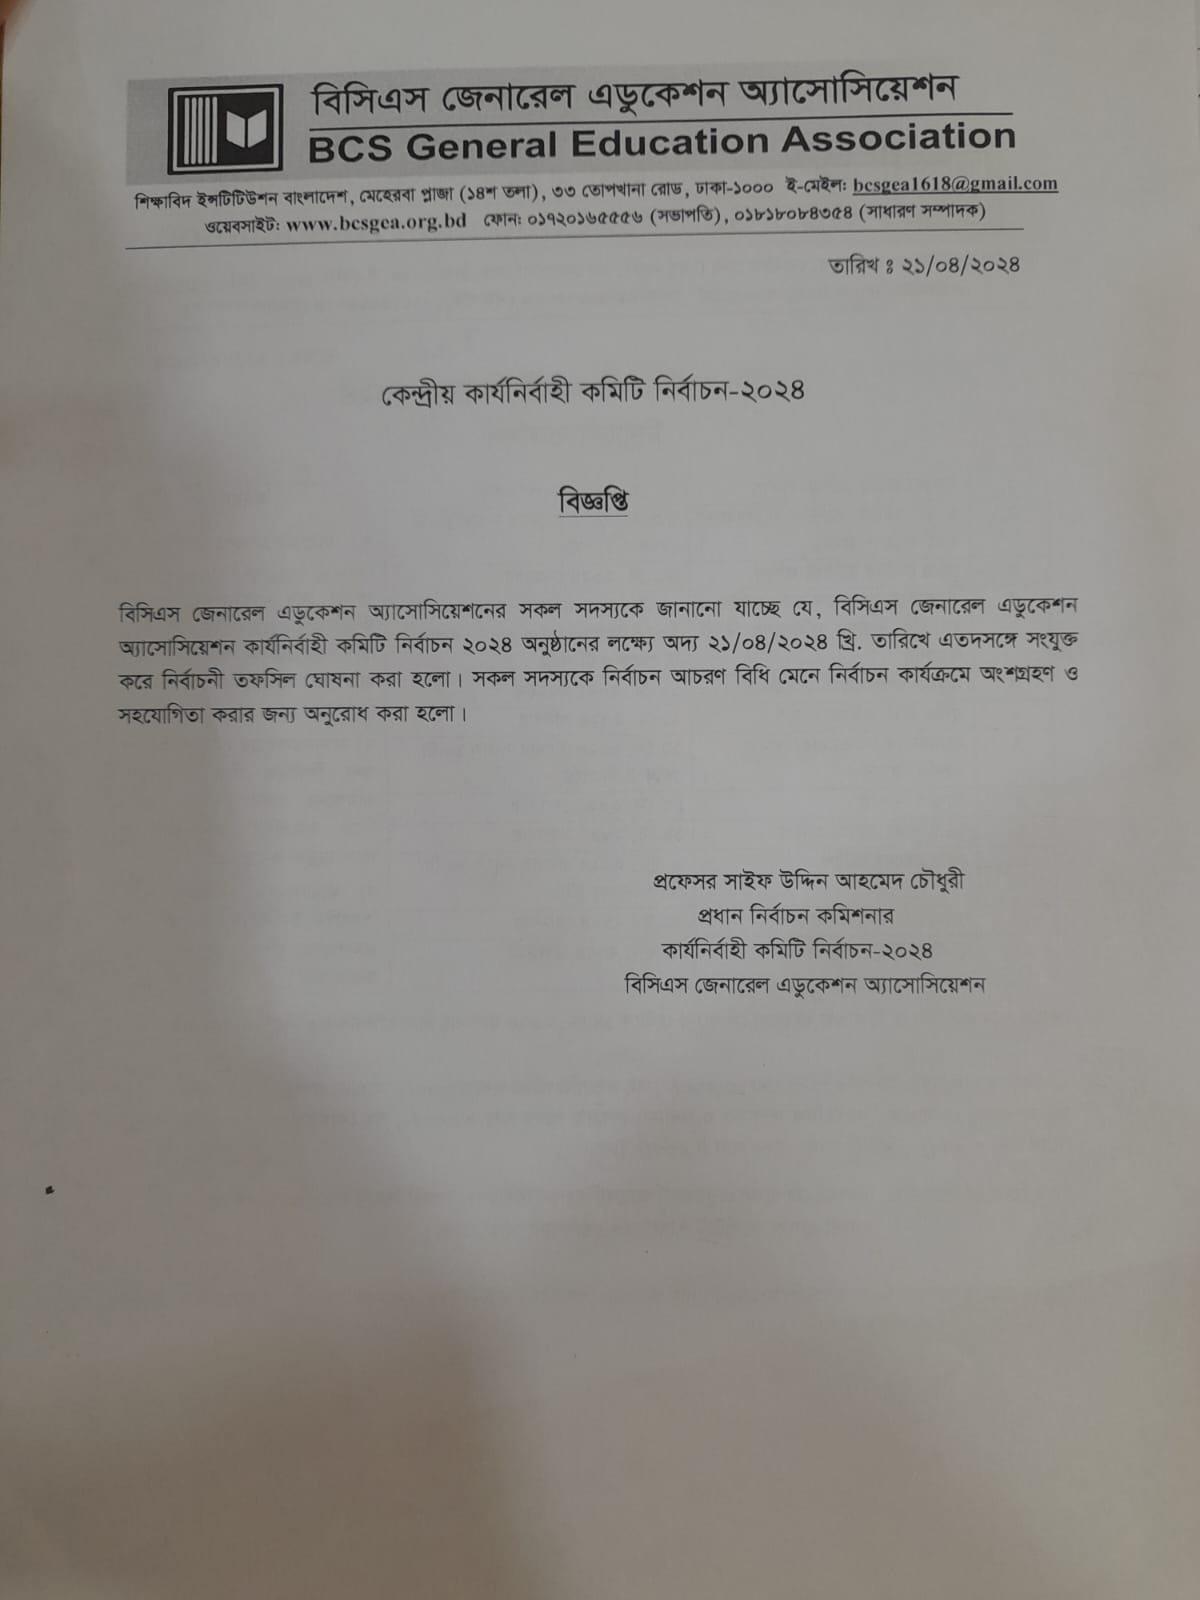 বিসিএস জেনারেল এডুকেশন অ্যাসোসিয়েশন
BCS General Education Association
শিক্ষাবিদ ইন্সটিটিউশন বাংলাদেশ, মেহেরবা প্লাজা (১৪শ তলা), ৩৩ তোপখানা রোড, ঢাকা-১০০০ ই-মেইল: bcsgea1618@gmail.com
ওয়েবসাইট: www.bcsgea.org.bd ফোন: ০১৭২০১৬৫৫৫৬ (সভাপতি), ০১৮১৮০৮৪৩৫৪ (সাধারণ সম্পাদক)
তারিখ ঃ ২১/০৪/২০২৪
কেন্দ্রীয় কার্যনির্বাহী কমিটি নির্বাচন-২০২৪
বিজ্ঞপ্তি
বিসিএস জেনারেল এডুকেশন অ্যাসোসিয়েশনের সকল সদস্যকে জানানো যাচ্ছে যে, বিসিএস জেনারেল এডুকেশন
অ্যাসোসিয়েশন কার্যনির্বাহী কমিটি নির্বাচন ২০২৪ অনুষ্ঠানের লক্ষ্যে অদ্য ২১/০৪/২০২৪ খ্রি. তারিখে এতদসঙ্গে সংযুক্ত
করে নির্বাচনী তফসিল ঘোষনা করা হলো। সকল সদস্যকে নির্বাচন আচরণ বিধি মেনে নির্বাচন কার্যক্রমে অংশগ্রহণ ও
সহযোগিতা করার জন্য অনুরোধ করা হলো।
প্রফেসর সাইফ উদ্দিন আহমেদ চৌধুরী
প্রধান নির্বাচন কমিশনার
কার্যনির্বাহী কমিটি নির্বাচন-২০২৪
বিসিএস জেনারেল এডুকেশন অ্যাসোসিয়েশন